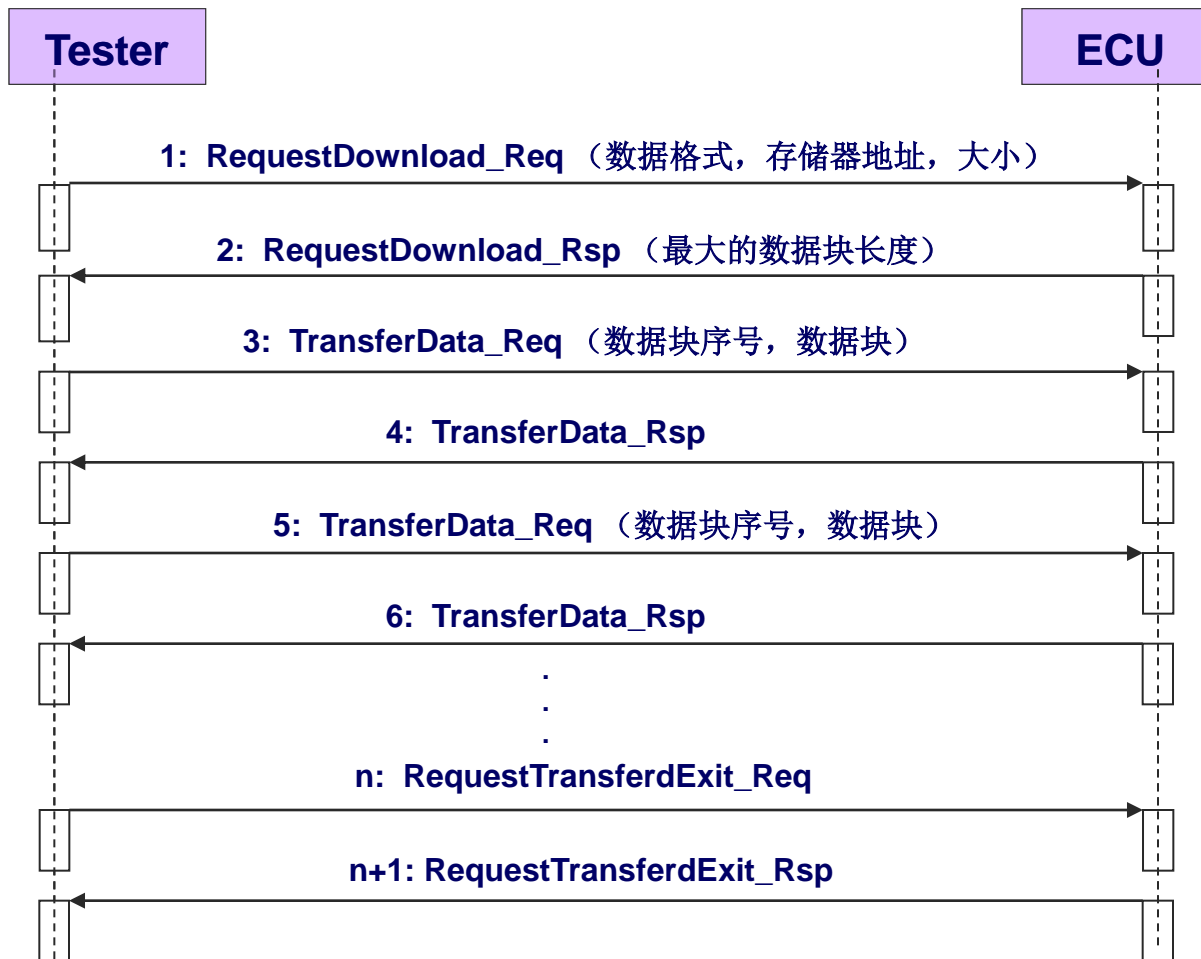 Tester
ECU
1: RequestDownload_Req （数据格式，存储器地址，大小）
2: RequestDownload_Rsp （最大的数据块长度）
3: TransferData_Req （数据块序号，数据块）
4: TransferData_Rsp
5: TransferData_Req （数据块序号，数据块）
6: TransferData_Rsp
.
.
.
n: RequestTransferdExit_Req
n+1: RequestTransferdExit_Rsp